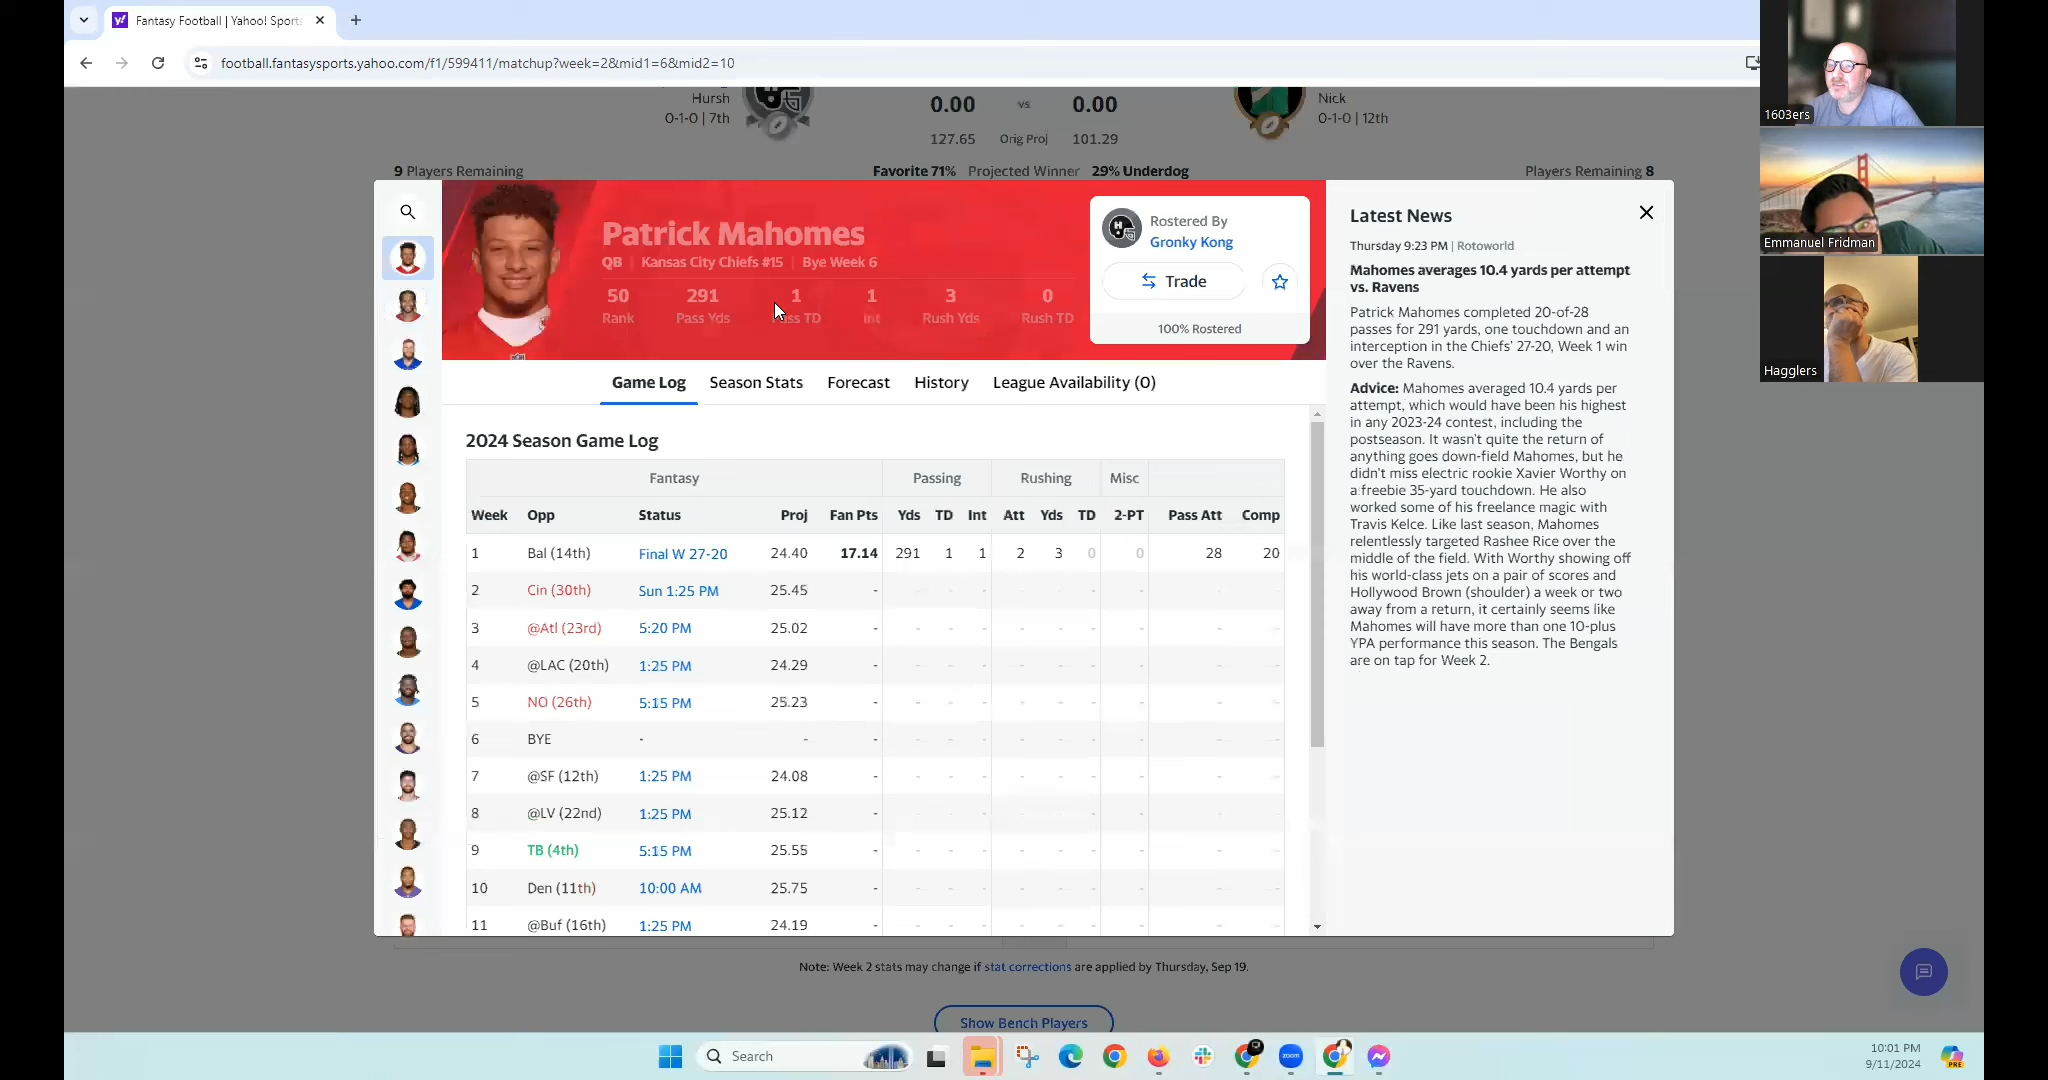 Fantasy Football | Yahoo! Sports
football.fantasysports.yahoo.com/f1/599411/matchup?week=2&mid1=6&mid2=10
Hursh
0-1-0 | 7th
0.00 vs 0.00
127.65 Orig Proj 101.29
Nick
0-1-0 | 12th
9 Players Remaining
Favorite 71% Projected Winner 29% Underdog
Players Remaining 8
Patrick Mahomes
QB | Kansas City Chiefs #15 | Bye Week 6
50 291 1 1 3 0
Rank Pass Yds Pass TD Int Rush Yds Rush TD
Rostered By
Gronky Kong
Trade
100% Rostered
Game Log Season Stats Forecast History League Availability (0)
2024 Season Game Log
Fantasy Passing Rushing Misc
Week Opp Status Proj Fan Pts Yds TD Int Att Yds TD 2-PT Pass Att Comp
1 Bal (14th) Final W 27-20 24.40 17.14 291 1 1 2 3 0 0 28 20
2 Cin (30th) Sun 1:25 PM 25.45 - - - - - - - - - -
3 @Atl (23rd) 5:20 PM 25.02 - - - - - - - - - -
4 @LAC (20th) 1:25 PM 24.29 - - - - - - - - - -
5 NO (26th) 5:15 PM 25.23 - - - - - - - - - -
6 BYE - - - - - - - - - - - -
7 @SF (12th) 1:25 PM 24.08 - - - - - - - - - -
8 @LV (22nd) 1:25 PM 25.12 - - - - - - - - - -
9 TB (4th) 5:15 PM 25.55 - - - - - - - - - -
10 Den (11th) 10:00 AM 25.75 - - - - - - - - - -
11 @Buf (16th) 1:25 PM 24.19 - - - - - - - - - -
Latest News
Thursday 9:23 PM | Rotoworld
Mahomes averages 10.4 yards per attempt
vs. Ravens
Patrick Mahomes completed 20-of-28
passes for 291 yards, one touchdown and an
interception in the Chiefs' 27-20, Week 1 win
over the Ravens.
Advice: Mahomes averaged 10.4 yards per
attempt, which would have been his highest
in any 2023-24 contest, including the
postseason. It wasn't quite the return of
anything goes down-field Mahomes, but he
didn't miss electric rookie Xavier Worthy on
a freebie 35-yard touchdown. He also
worked some of his freelance magic with
Travis Kelce. Like last season, Mahomes
relentlessly targeted Rashee Rice over the
middle of the field. With Worthy showing off
his world-class jets on a pair of scores and
Hollywood Brown (shoulder) a week or two
away from a return, it certainly seems like
Mahomes will have more than one 10-plus
YPA performance this season. The Bengals
are on tap for Week 2.
Note: Week 2 stats may change if stat corrections are applied by Thursday, Sep 19.
Show Bench Players
1603ers
Emmanuel Fridman
Hagglers
Search
zoom
PRE
10:01 PM
9/11/2024